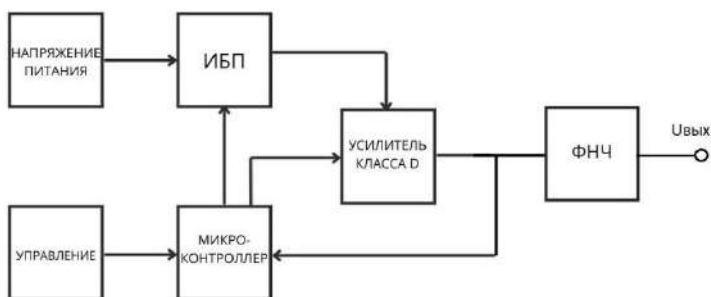 НАПРЯЖЕНИЕ
ПИТАНИЯ
ИБП
УСИЛИТЕЛЬ
КЛАССА D
ФНЧ
Uвых
УПРАВЛЕНИЕ
МИКРО-
КОНТРОЛЛЕР